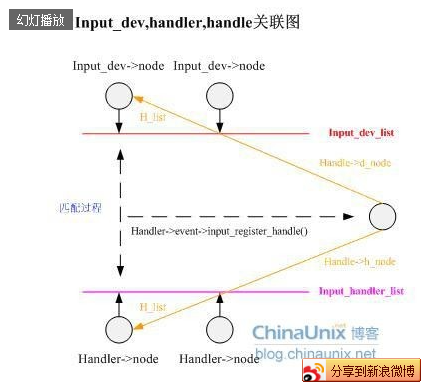 幻灯播放
Input_dev,handler,handle关联图
Input_dev->node Input_dev->node
H_list
Input_dev_list
Handle->d_node
匹配过程
Handler->event->input_register_handle()
Handle->h_node
Input_handler_list
H_list
ChinaUnix 博客
blog.chinaunix.net
Handler->node Handler->node
分享到新浪微博